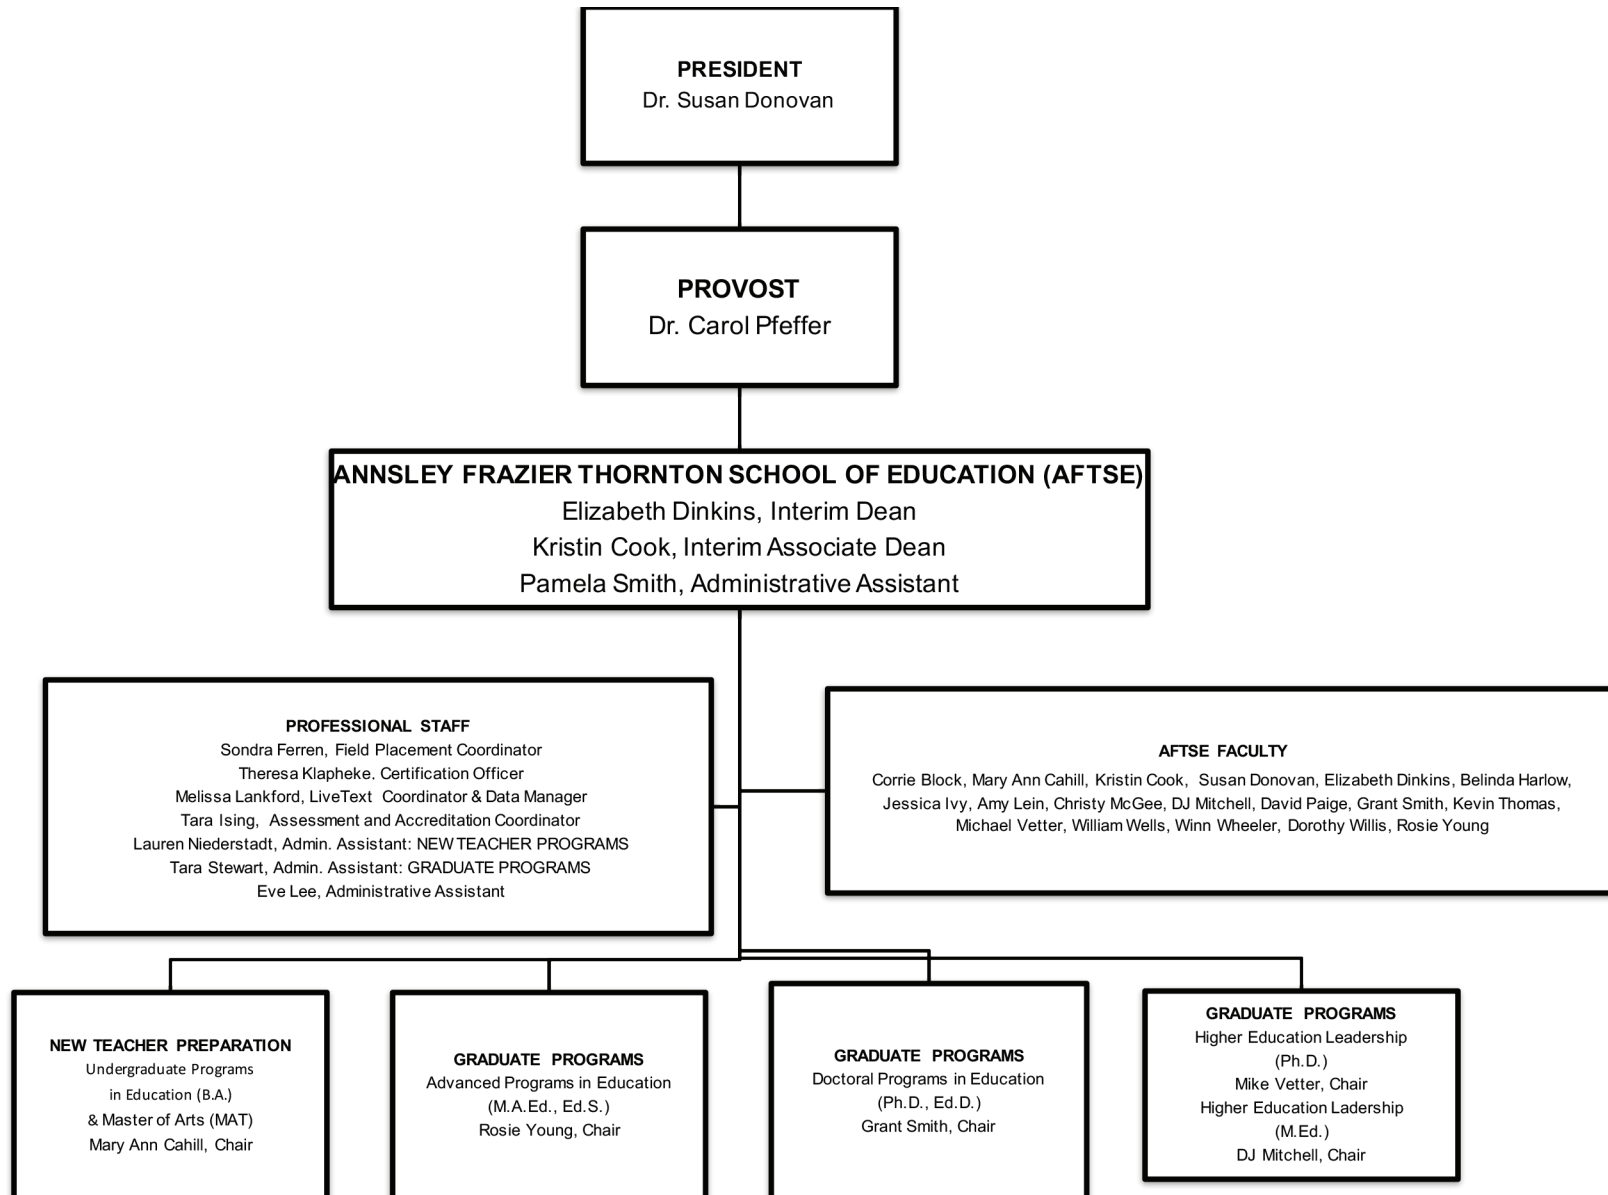 PRESIDENT
Dr. Susan Donovan
PROVOST
Dr. Carol Pfeffer
ANNSLEY FRAZIER THORNTON SCHOOL OF EDUCATION (AFTSE)
Elizabeth Dinkins, Interim Dean
Kristin Cook, Interim Associate Dean
Pamela Smith, Administrative Assistant
PROFESSIONAL STAFF
Sondra Ferren, Field Placement Coordinator
Theresa Klapheke. Certification Officer
Melissa Lankford, LiveText Coordinator & Data Manager
Tara Ising, Assessment and Accreditation Coordinator
Lauren Niederstadt, Admin. Assistant: NEW TEACHER PROGRAMS
Tara Stewart, Admin. Assistant: GRADUATE PROGRAMS
Eve Lee, Administrative Assistant
AFTSE FACULTY
Corrie Block, Mary Ann Cahill, Kristin Cook, Susan Donovan, Elizabeth Dinkins, Belinda Harlow,
Jessica Ivy, Amy Lein, Christy McGee, DJ Mitchell, David Paige, Grant Smith, Kevin Thomas,
Michael Vetter, William Wells, Winn Wheeler, Dorothy Willis, Rosie Young
NEW TEACHER PREPARATION
Undergraduate Programs
in Education (B.A.)
& Master of Arts (MAT)
Mary Ann Cahill, Chair
GRADUATE PROGRAMS
Advanced Programs in Education
(M.A.Ed., Ed.S.)
Rosie Young, Chair
GRADUATE PROGRAMS
Doctoral Programs in Education
(Ph.D., Ed.D.)
Grant Smith, Chair
GRADUATE PROGRAMS
Higher Education Leadership
(Ph.D.)
Mike Vetter, Chair
Higher Education Ladership
(M.Ed.)
DJ Mitchell, Chair